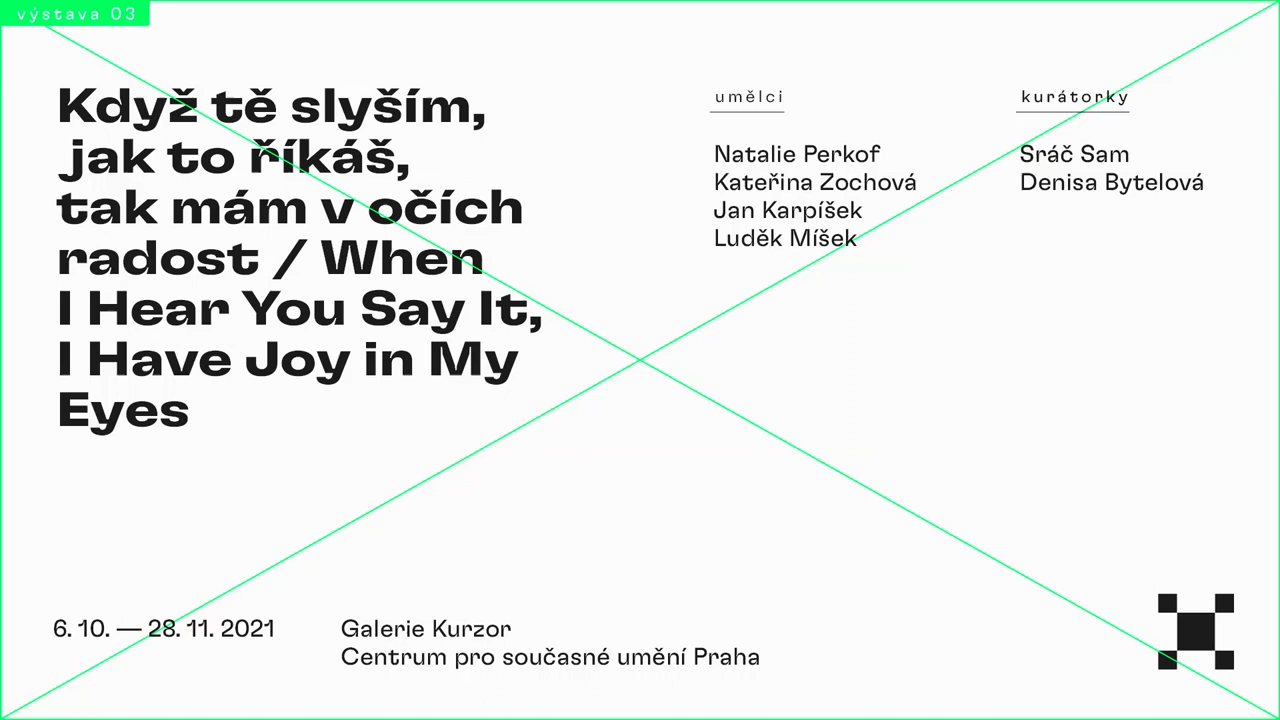 výstava 03
Když tě slyším,
jak to říkáš,
tak mám v očích
radost / When
I Hear You Say It,
I Have Joy in My
Eyes
umělci
Natalie Perkof
Kateřina Zochová
Jan Karpíšek
Luděk Míšek
kurátorky
Sráč Sam
Denisa Bytelová
6. 10. — 28. 11. 2021
Galerie Kurzor
Centrum pro současné umění Praha